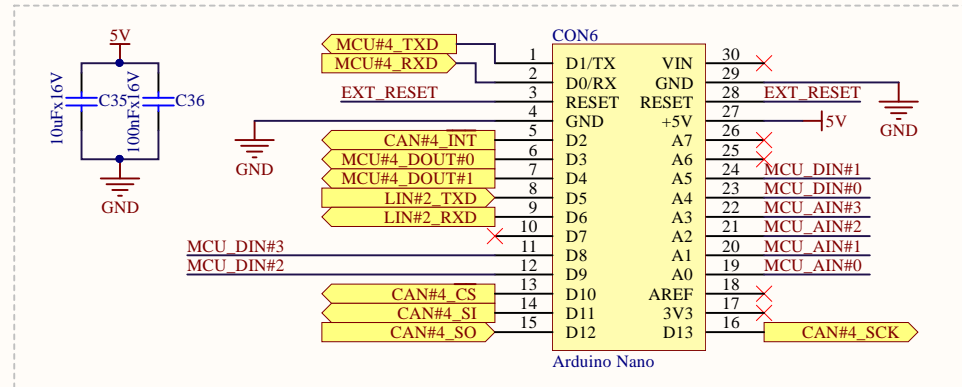 5V
10uFx16V
C35
100nFx16V
C36
GND
CON6
MCU#4_TXD 1 D1/TX VIN 30
MCU#4_RXD 2 D0/RX GND 29
EXT_RESET 3 RESET RESET 28 EXT_RESET
4 GND +5V 27 5V
GND
GND
CAN#4_INT 5 D2 A7 26
MCU#4_DOUT#0 6 D3 A6 25
MCU#4_DOUT#1 7 D4 A5 24 MCU_DIN#1
LIN#2_TXD 8 D5 A4 23 MCU_DIN#0
LIN#2_RXD 9 D6 A3 22 MCU_AIN#3
10 D7 A2 21 MCU_AIN#2
MCU_DIN#3 11 D8 A1 20 MCU_AIN#1
MCU_DIN#2 12 D9 A0 19 MCU_AIN#0
CAN#4_CS 13 D10 AREF 18
CAN#4_SI 14 D11 3V3 17
CAN#4_SO 15 D12 D13 16 CAN#4_SCK
Arduino Nano